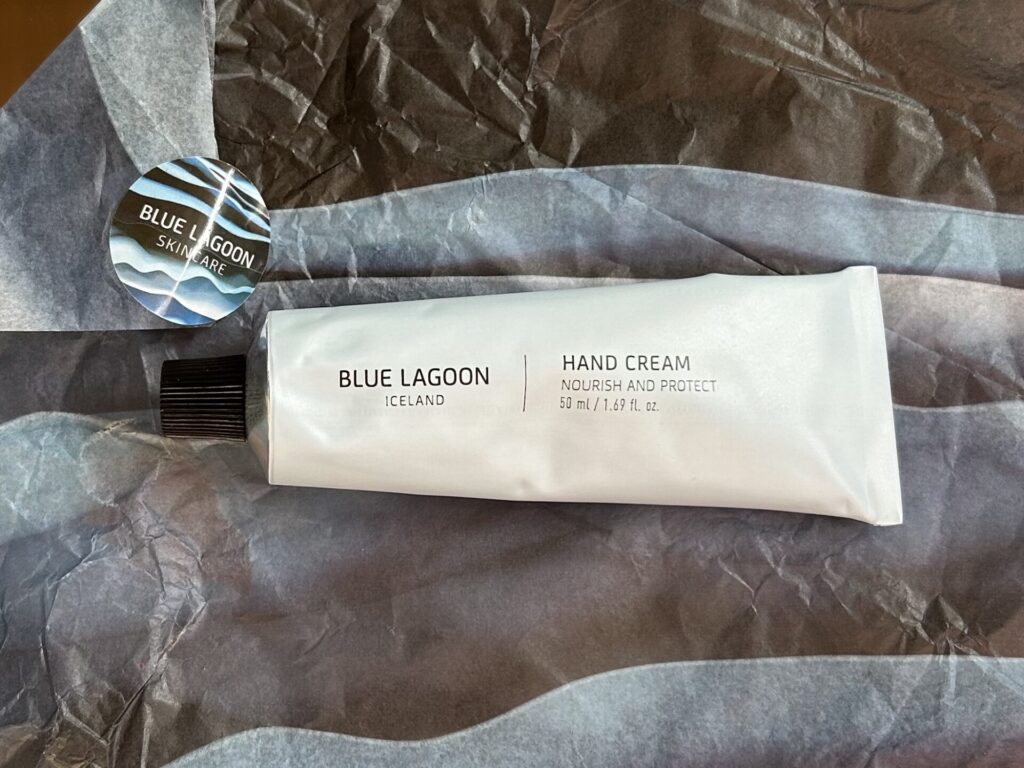 BLUE LAGOON
SKINCARE
BLUE LAGOON
ICELAND
HAND CREAM
NOURISH AND PROTECT
50 ml / 1.69 fl. oz.